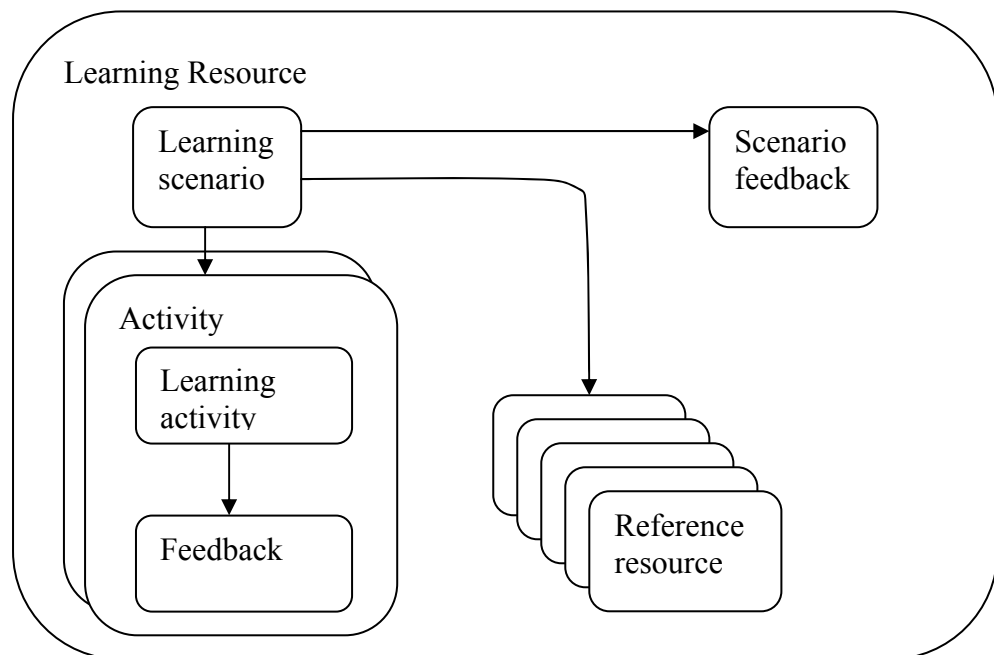 Learning Resource
Learning
scenario
Scenario
feedback
Activity
Learning
activity
Feedback
Reference
resource